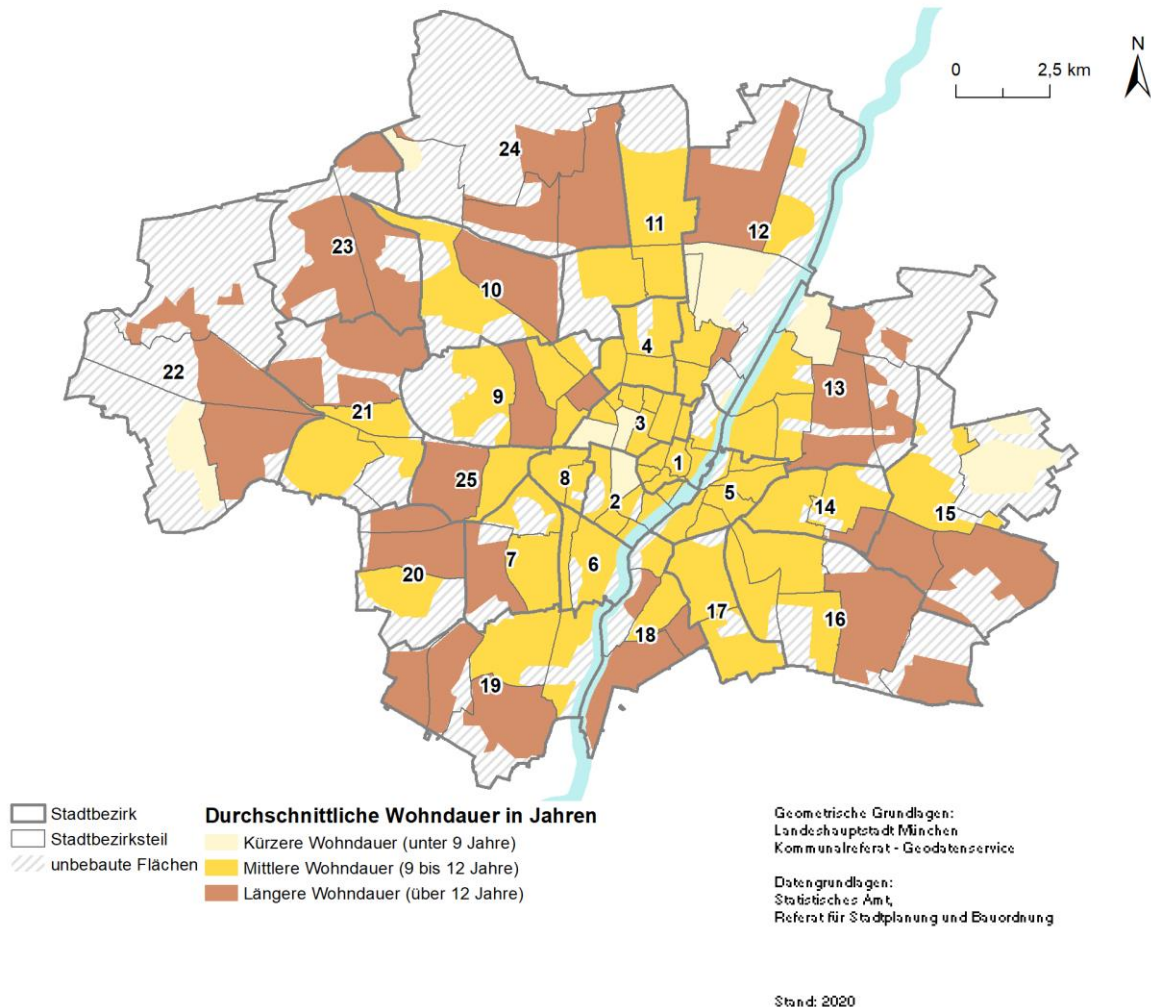 N
0 2,5 km
24
11
12
23
10
4
13
22
9
3
21
1
25
8
2
5
14
15
7
6
20
17
16
18
19
Stadtbezirk
Stadtbezirksteil
unbebaute Flächen
Durchschnittliche Wohndauer in Jahren
Kürzere Wohndauer (unter 9 Jahre)
Mittlere Wohndauer (9 bis 12 Jahre)
Längere Wohndauer (über 12 Jahre)
Geometrische Grundlagen:
Landeshauptstadt München
Kommunalreferat - Geodatenservice
Datengrundlagen:
Statistisches Amt,
Referat für Stadtplanung und Bauordnung
Stand: 2020